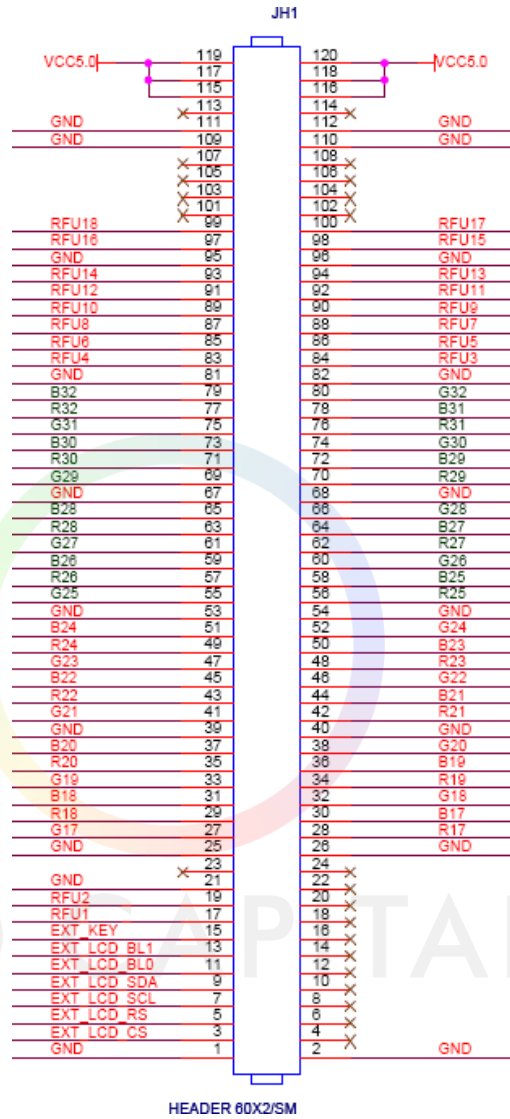 JH1
VCC5.0 119 120 VCC5.0
117 118
115 116
113 114
GND 111 112 GND
GND 109 110 GND
107 108
105 106
103 104
101 102
RFU18 99 100 RFU17
RFU16 97 98 RFU15
GND 95 96 GND
RFU14 93 94 RFU13
RFU12 91 92 RFU11
RFU10 89 90 RFU9
RFU8 87 88 RFU7
RFU6 85 86 RFU5
RFU4 83 84 RFU3
GND 81 82 GND
B32 79 80 G32
R32 77 78 B31
G31 75 76 R31
B30 73 74 G30
R30 71 72 B29
G29 69 70 R29
GND 67 68 GND
B28 65 66 G28
R28 63 64 B27
G27 61 62 R27
B26 59 60 G26
R26 57 58 B25
G25 55 56 R25
GND 53 54 GND
B24 51 52 G24
R24 49 50 B23
G23 47 48 R23
B22 45 46 G22
R22 43 44 B21
G21 41 42 R21
GND 39 40 GND
B20 37 38 G20
R20 35 36 B19
G19 33 34 R19
B18 31 32 G18
R18 29 30 B17
G17 27 28 R17
GND 25 26 GND
23 24
GND 21 22
RFU2 19 20
RFU1 17 18
EXT_KEY 15 16
EXT_LCD_BL1 13 14
EXT_LCD_BL0 11 12
EXT_LCD_SDA 9 10
EXT_LCD_SCL 7 8
EXT_LCD_RS 5 6
EXT_LCD_CS 3 4
GND 1 2 GND
HEADER 60X2/SM